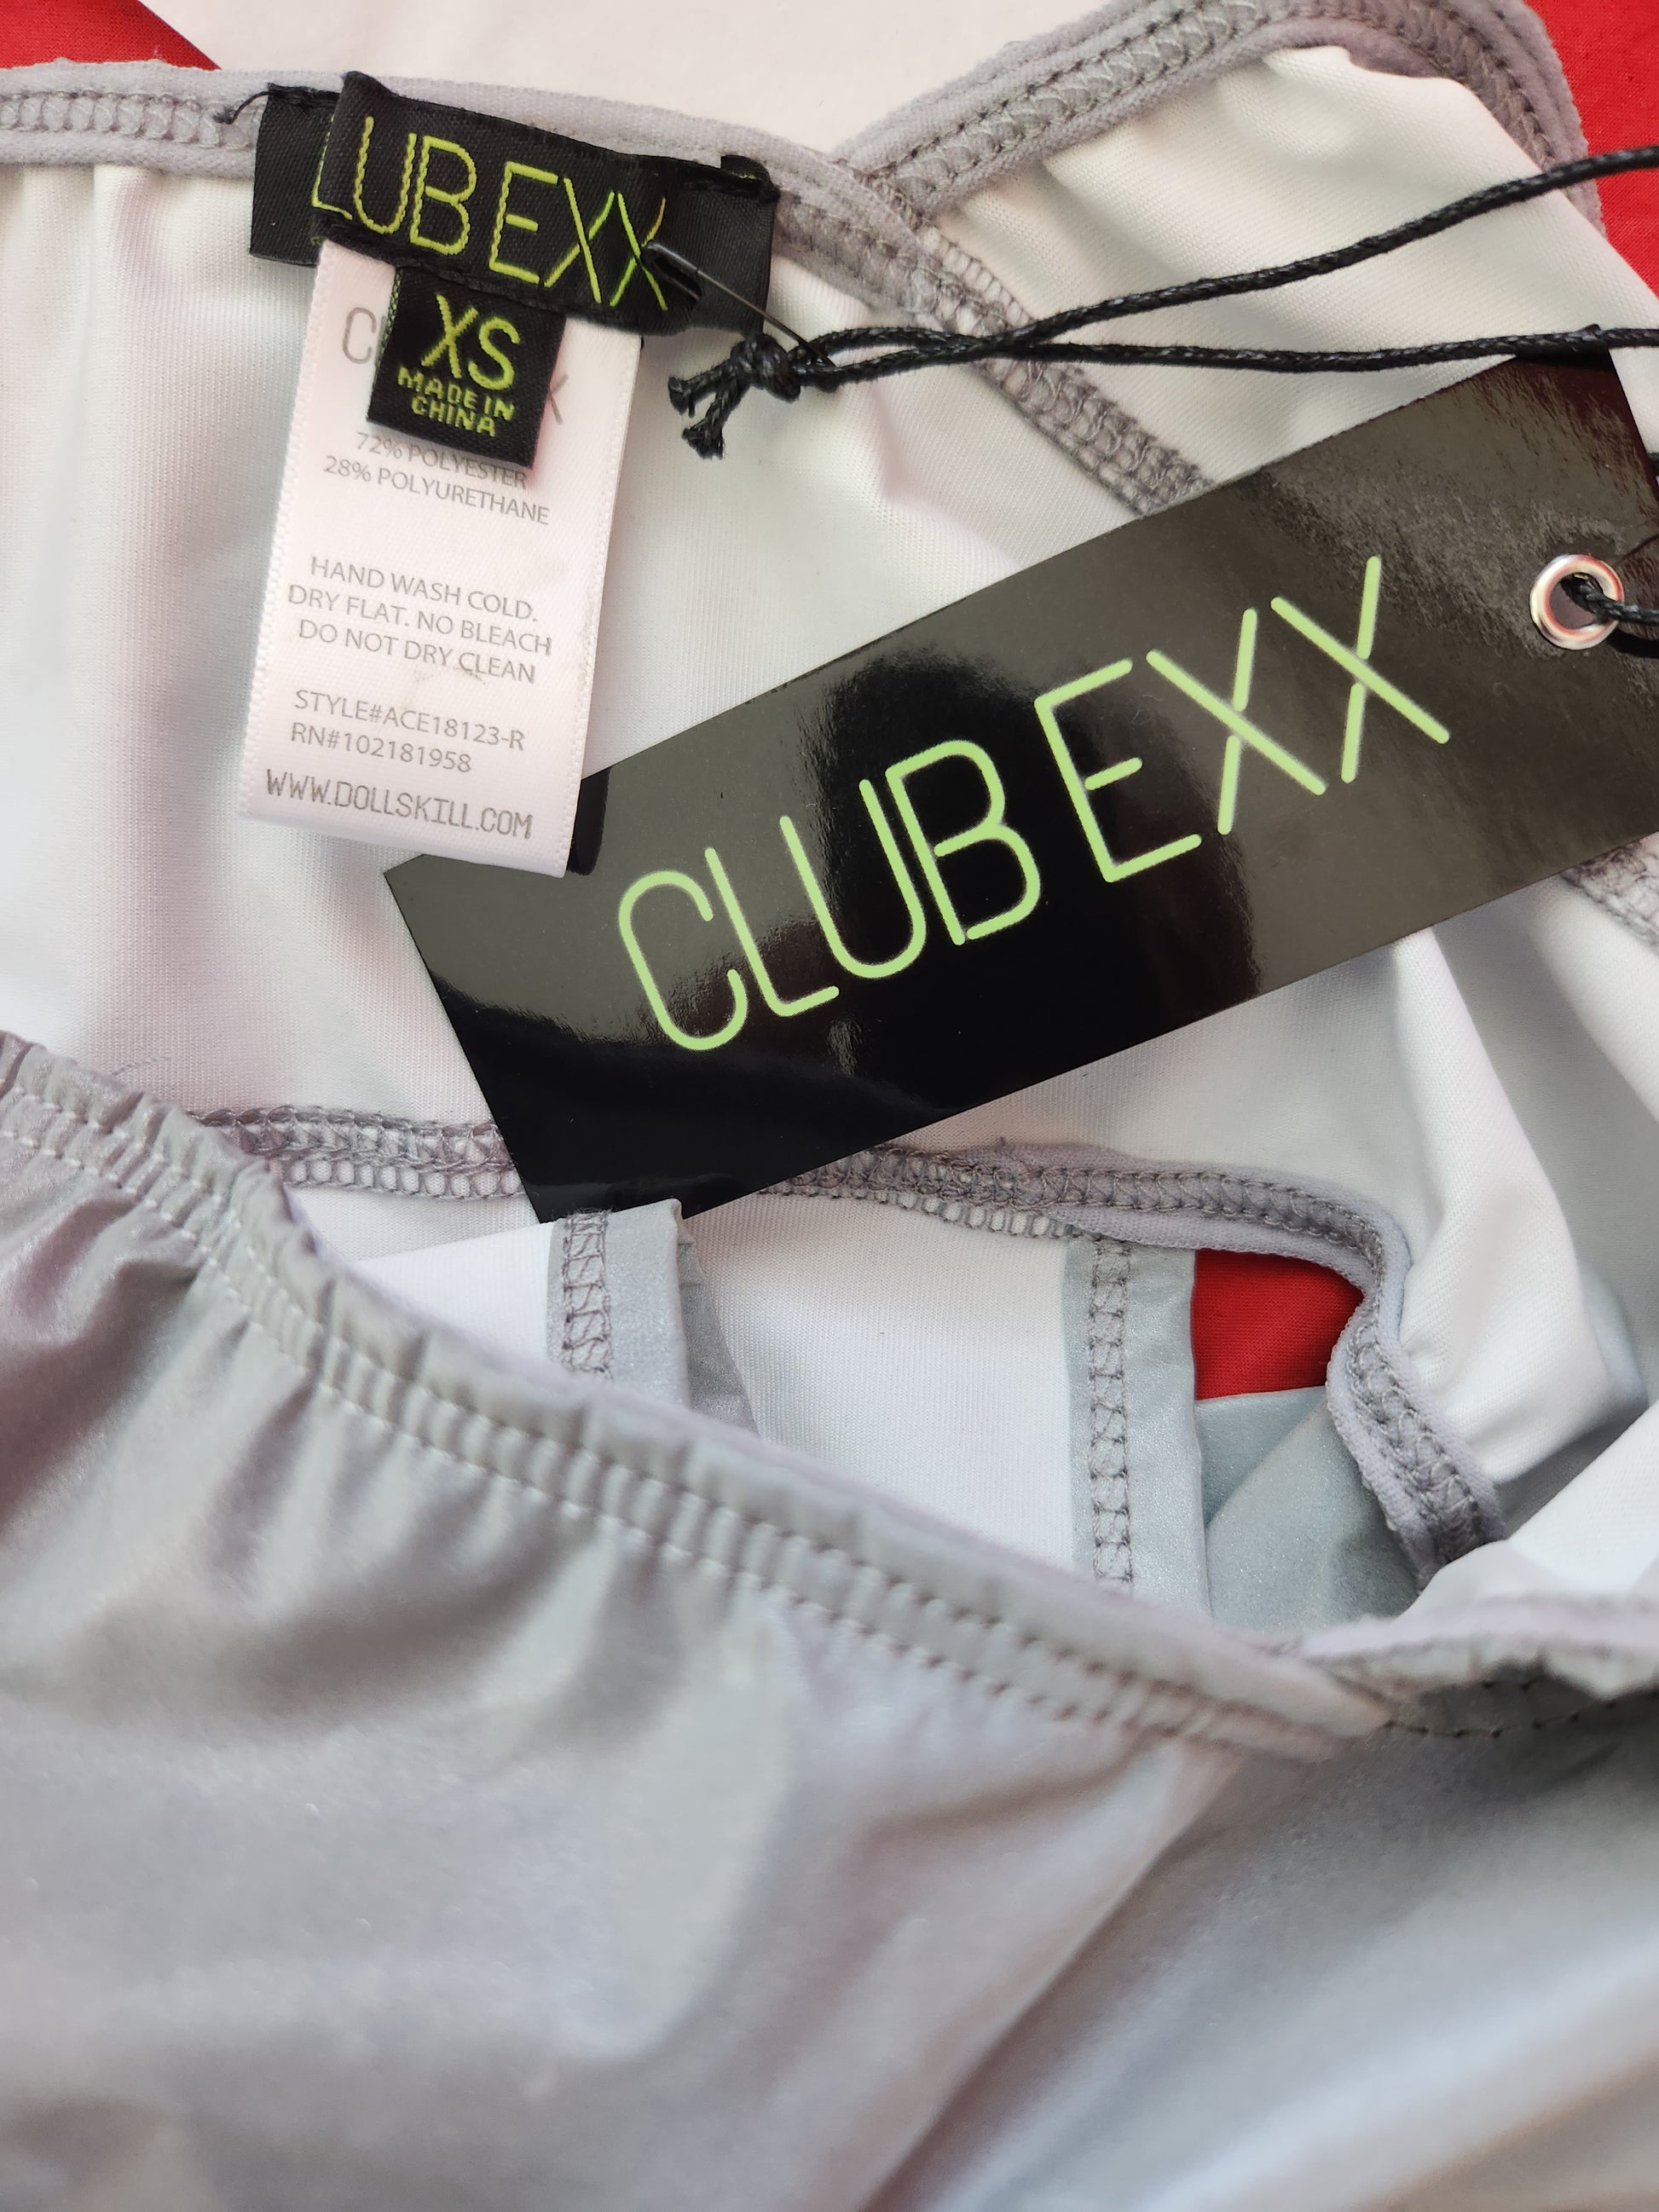 LUB EXX
XS
MADE IN
CHINA
72% POLYESTER
28% POLYURETHANE
HAND WASH COLD.
DRY FLAT. NO BLEACH
DO NOT DRY CLEAN
STYLE#ACE18123-R
RN#102181958
WWW.DOLLSKILL.COM
CLUB EXX